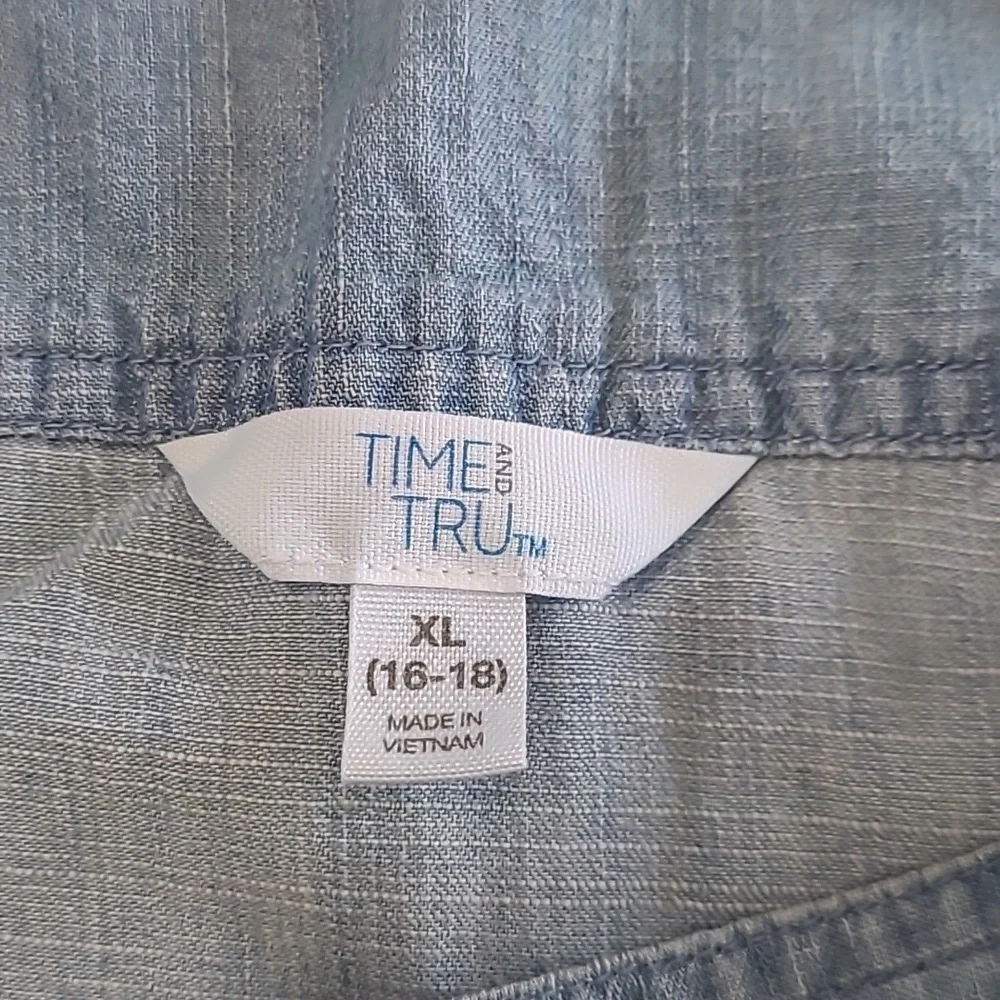 TIME AND
TRU™
XL
(16-18)
MADE IN
VIETNAM